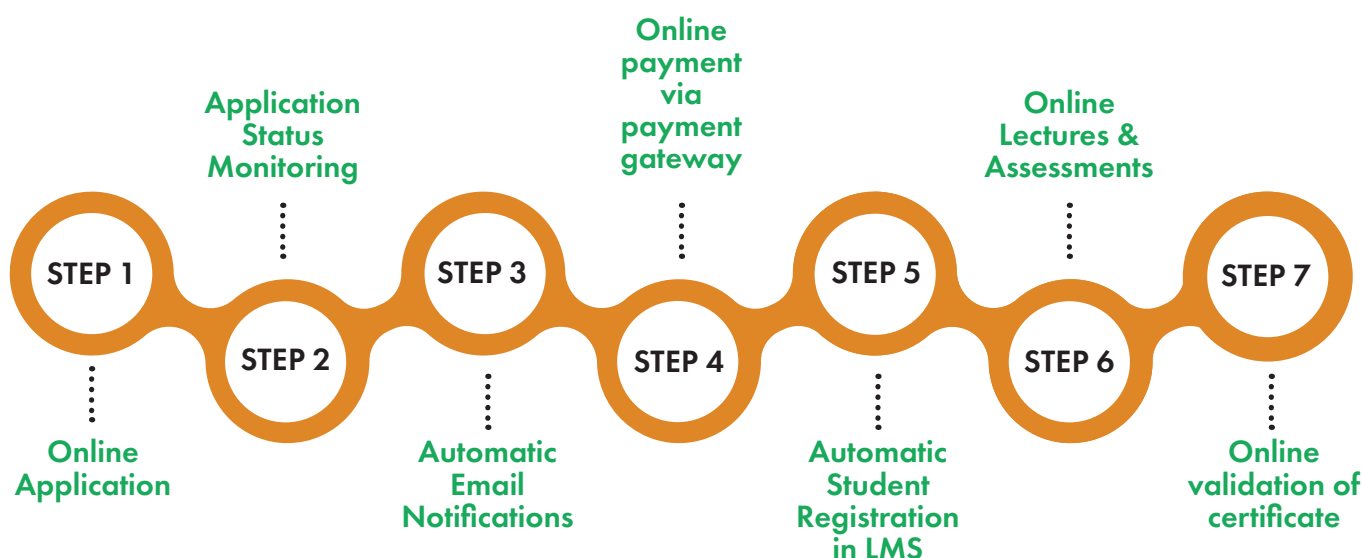 STEP 1
Online
Application
Application
Status
Monitoring
STEP 2
STEP 3
Automatic
Email
Notifications
Online
payment
via
payment
gateway
STEP 4
STEP 5
Automatic
Student
Registration
in LMS
Online
Lectures &
Assessments
STEP 6
STEP 7
Online
validation of
certificate